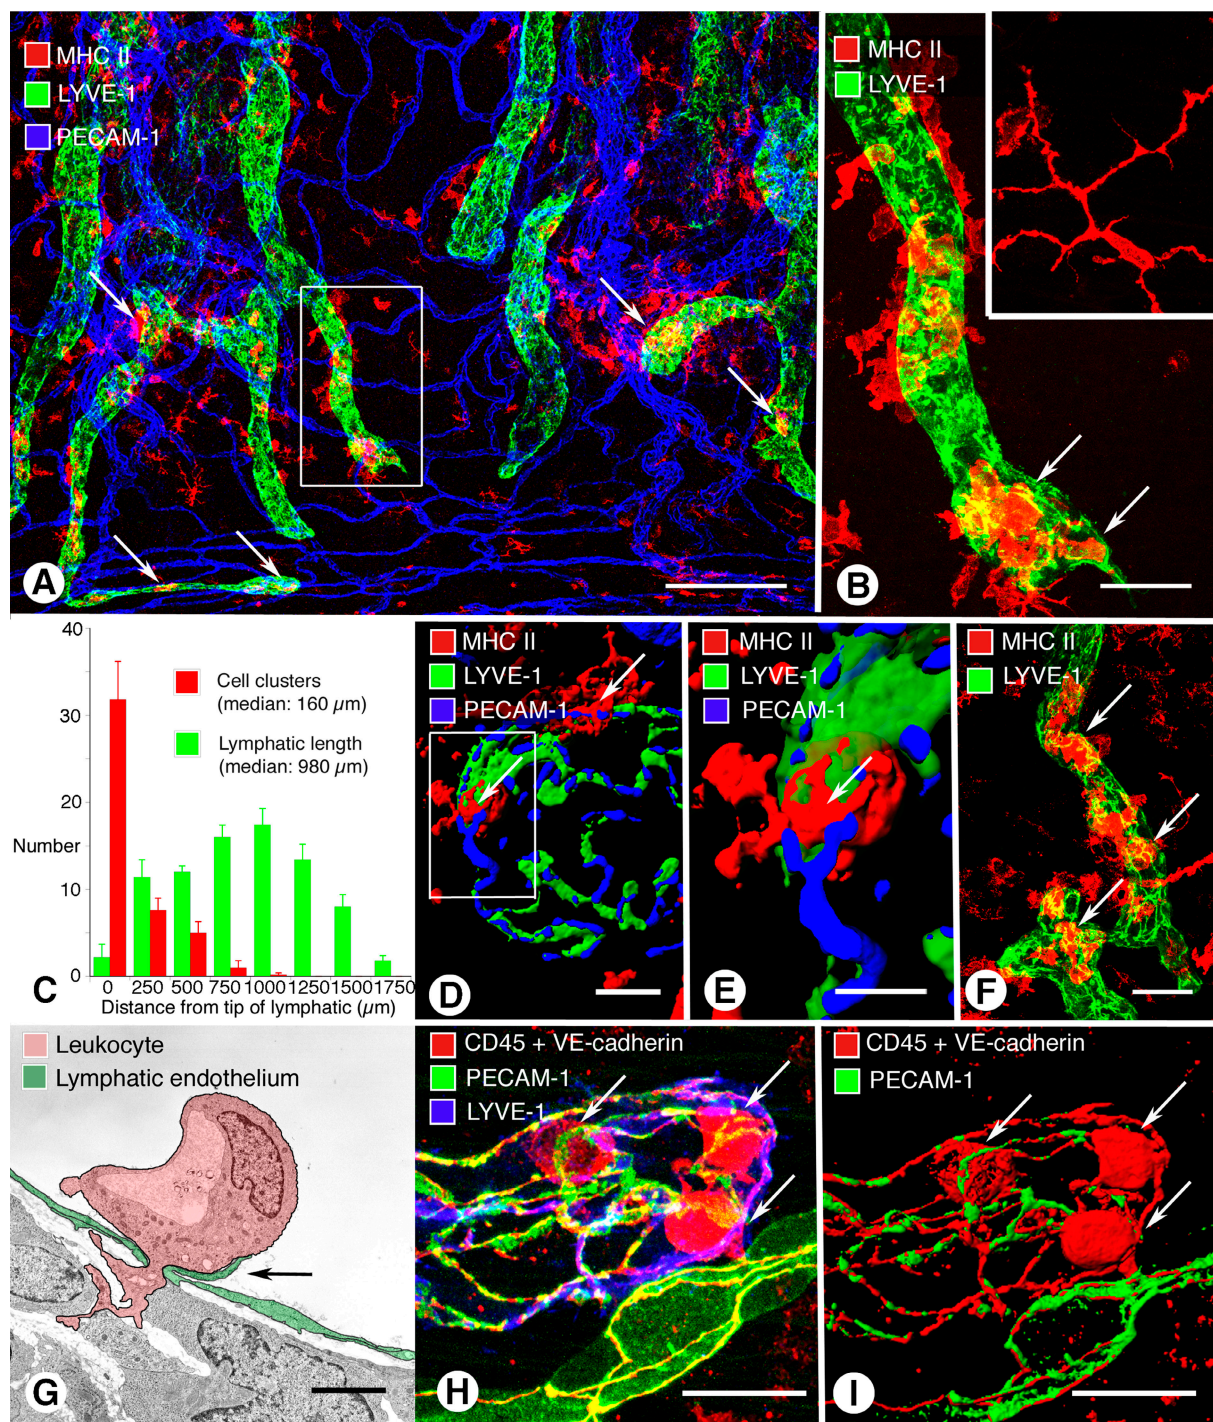 MHC II
LYVE-1
PECAM-1
A
MHC II
LYVE-1
B
40
30
20
10
0
Number
Cell clusters
(median: 160 µm)
Lymphatic length
(median: 980 µm)
0 250 500 750 1000 1250 1500 1750
Distance from tip of lymphatic (µm)
C
MHC II
LYVE-1
PECAM-1
D
MHC II
LYVE-1
PECAM-1
E
MHC II
LYVE-1
F
Leukocyte
Lymphatic endothelium
G
CD45 + VE-cadherin
PECAM-1
LYVE-1
H
CD45 + VE-cadherin
PECAM-1
I